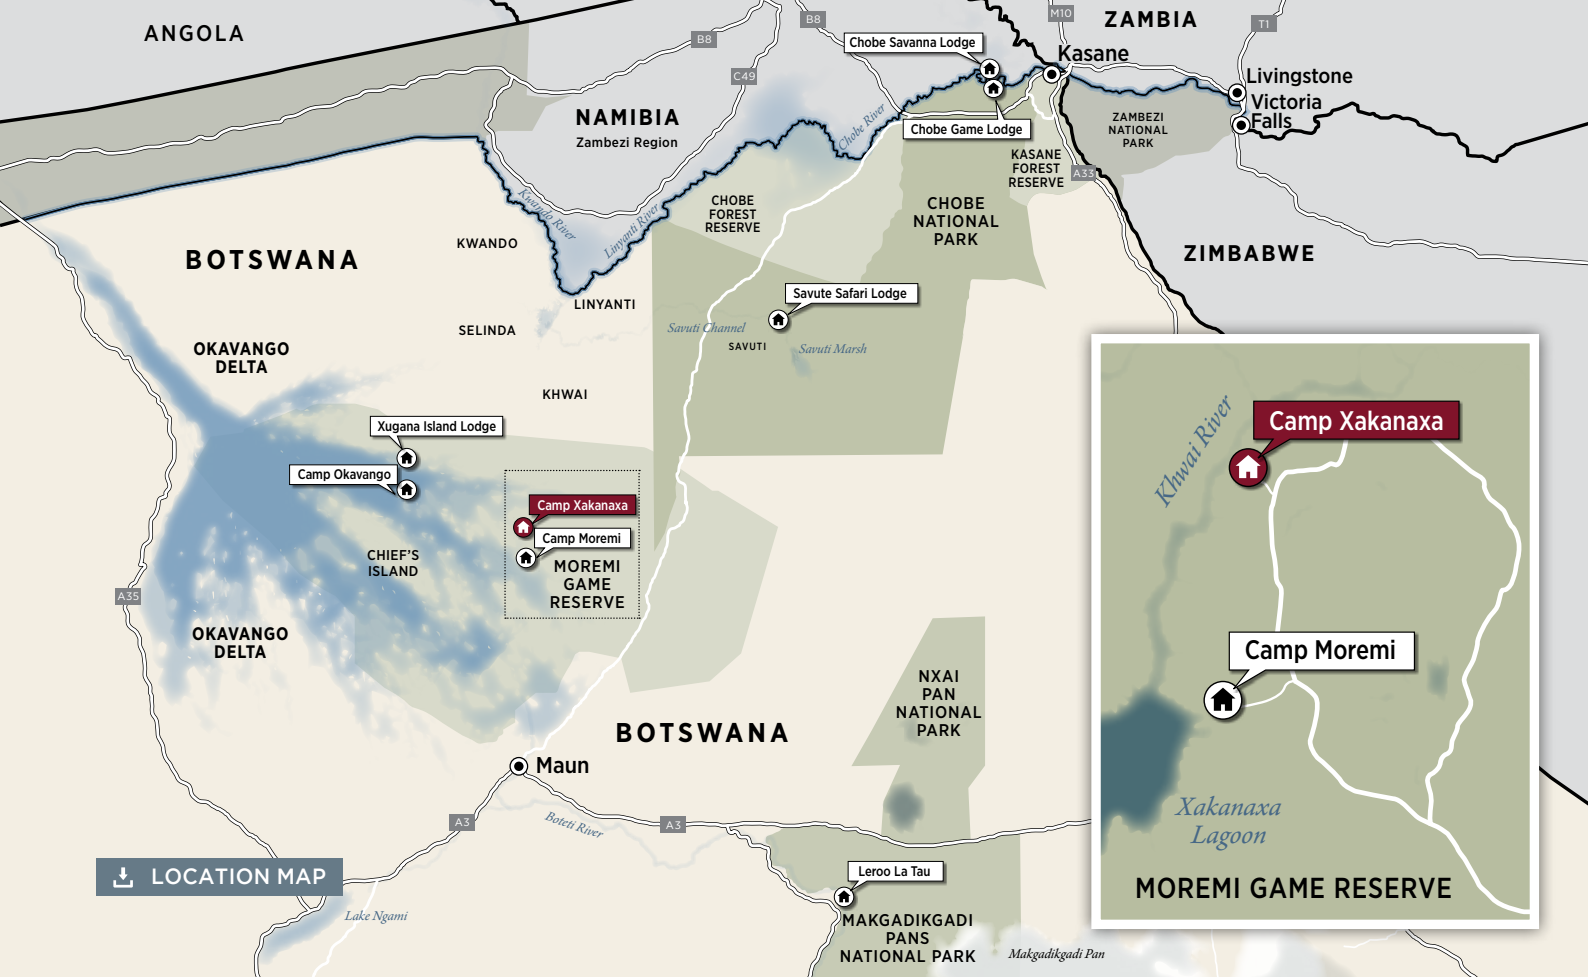 ANGOLA
B8
B8
M10
ZAMBIA
T1
Chobe Savanna Lodge
Kasane
C49
Livingstone
Victoria
Falls
NAMIBIA
Zambezi Region
Chobe River
Chobe Game Lodge
ZAMBEZI
NATIONAL
PARK
KASANE
FOREST
RESERVE
A33
CHOBE
FOREST
RESERVE
CHOBE
NATIONAL
PARK
Kwando River
Linyanti River
KWANDO
BOTSWANA
ZIMBABWE
LINYANTI
Savute Safari Lodge
SELINDA
Savuti Channel
SAVUTI
Savuti Marsh
OKAVANGO
DELTA
KHWAI
Xugana Island Lodge
Camp Okavango
Camp Xakanaxa
Camp Moremi
CHIEF'S
ISLAND
MOREMI
GAME
RESERVE
A35
OKAVANGO
DELTA
NXAI
PAN
NATIONAL
PARK
BOTSWANA
Maun
A3
Boteti River
A3
LOCATION MAP
Lake Ngami
Leroo La Tau
MAKGADIKGADI
PANS
NATIONAL PARK
Makgadikgadi Pan
Khwai River
Camp Xakanaxa
Camp Moremi
Xakanaxa
Lagoon
MOREMI GAME RESERVE